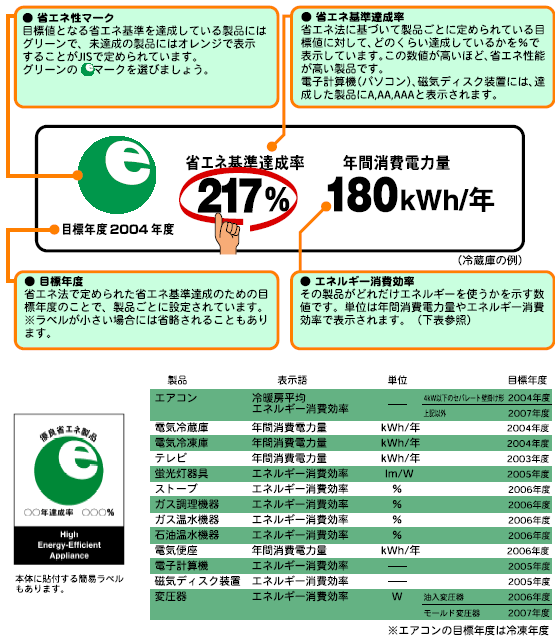 ● 省エネ性マーク
目標値となる省エネ基準を達成している製品には
グリーンで、未達成の製品にはオレンジで表示
することがJISで定められています。
グリーンの eマークを選びましょう。
● 省エネ基準達成率
省エネ法に基づいて製品ごとに定められている目
標値に対して、どのくらい達成しているかを%で
表示しています。この数値が高いほど、省エネ性能
が高い製品です。
電子計算機(パソコン)、磁気ディスク装置には、達
成した製品にA,AA,AAAと表示されます。
e
省エネ基準達成率
217%
年間消費電力量
180kWh/年
目標年度2004年度
(冷蔵庫の例)
● 目標年度
省エネ法で定められた省エネ基準達成のための目
標年度のことで、製品ごとに設定されています。
※ラベルが小さい場合には省略されることもあり
ます。
● エネルギー消費効率
その製品がどれだけエネルギーを使うかを示す数
値です。単位は年間消費電力量やエネルギー消費
効率で表示されます。(下表参照)
優良省エネ製品
e
○○年達成率 ○○○%
High
Energy-Efficient
Appliance
本体に貼付する簡易ラベル
もあります。
製品 表示語 単位 目標年度
エアコン 冷暖房平均 エネルギー消費効率 ── 4kW以下のセパレート壁掛け形 2004年度
上記以外 2007年度
電気冷蔵庫 年間消費電力量 kWh/年 2004年度
電気冷凍庫 年間消費電力量 kWh/年 2004年度
テレビ 年間消費電力量 kWh/年 2003年度
蛍光灯器具 エネルギー消費効率 lm/W 2005年度
ストーブ エネルギー消費効率 % 2006年度
ガス調理機器 エネルギー消費効率 % 2006年度
ガス温水機器 エネルギー消費効率 % 2006年度
石油温水機器 エネルギー消費効率 % 2006年度
電気便座 年間消費電力量 kWh/年 2006年度
電子計算機 エネルギー消費効率 ── 2005年度
磁気ディスク装置 エネルギー消費効率 ── 2005年度
変圧器 エネルギー消費効率 W 油入変圧器 2006年度
モールド変圧器 2007年度
※エアコンの目標年度は冷凍年度